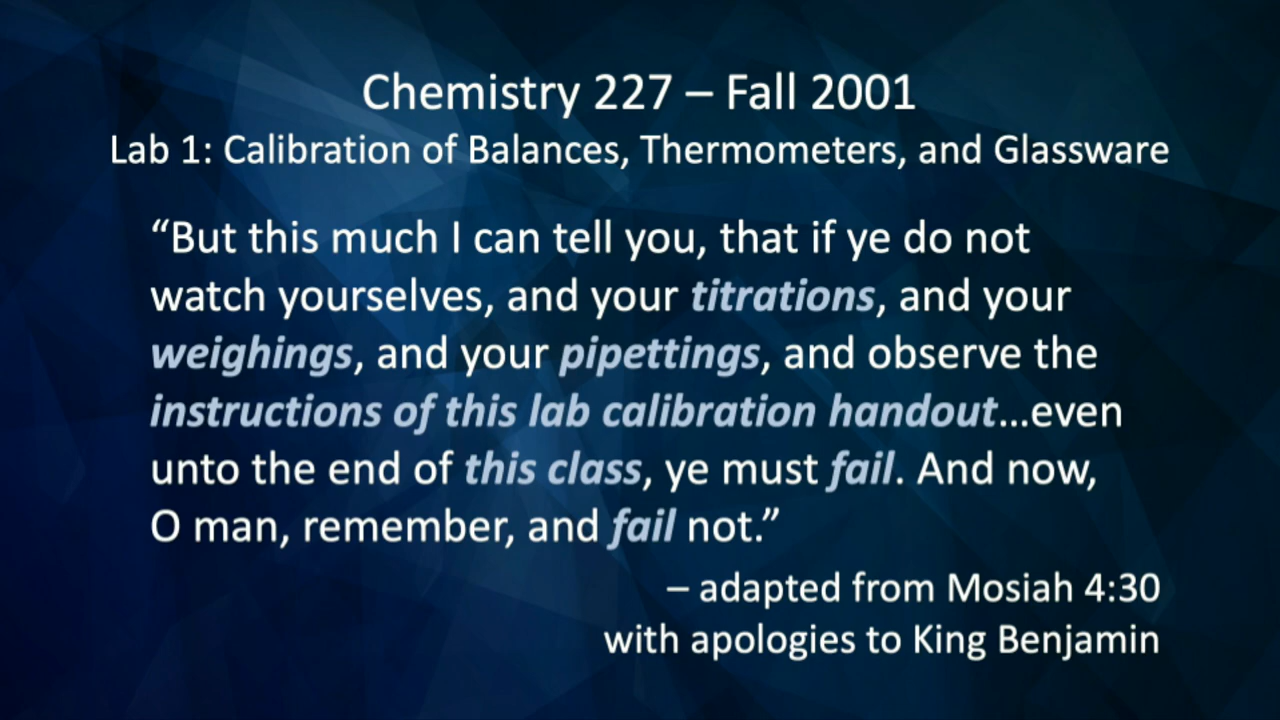 Chemistry 227 – Fall 2001
Lab 1: Calibration of Balances, Thermometers, and Glassware
“But this much I can tell you, that if ye do not
watch yourselves, and your titrations, and your
weighings, and your pipettings, and observe the
instructions of this lab calibration handout...even
unto the end of this class, ye must fail. And now,
O man, remember, and fail not.”
– adapted from Mosiah 4:30
with apologies to King Benjamin